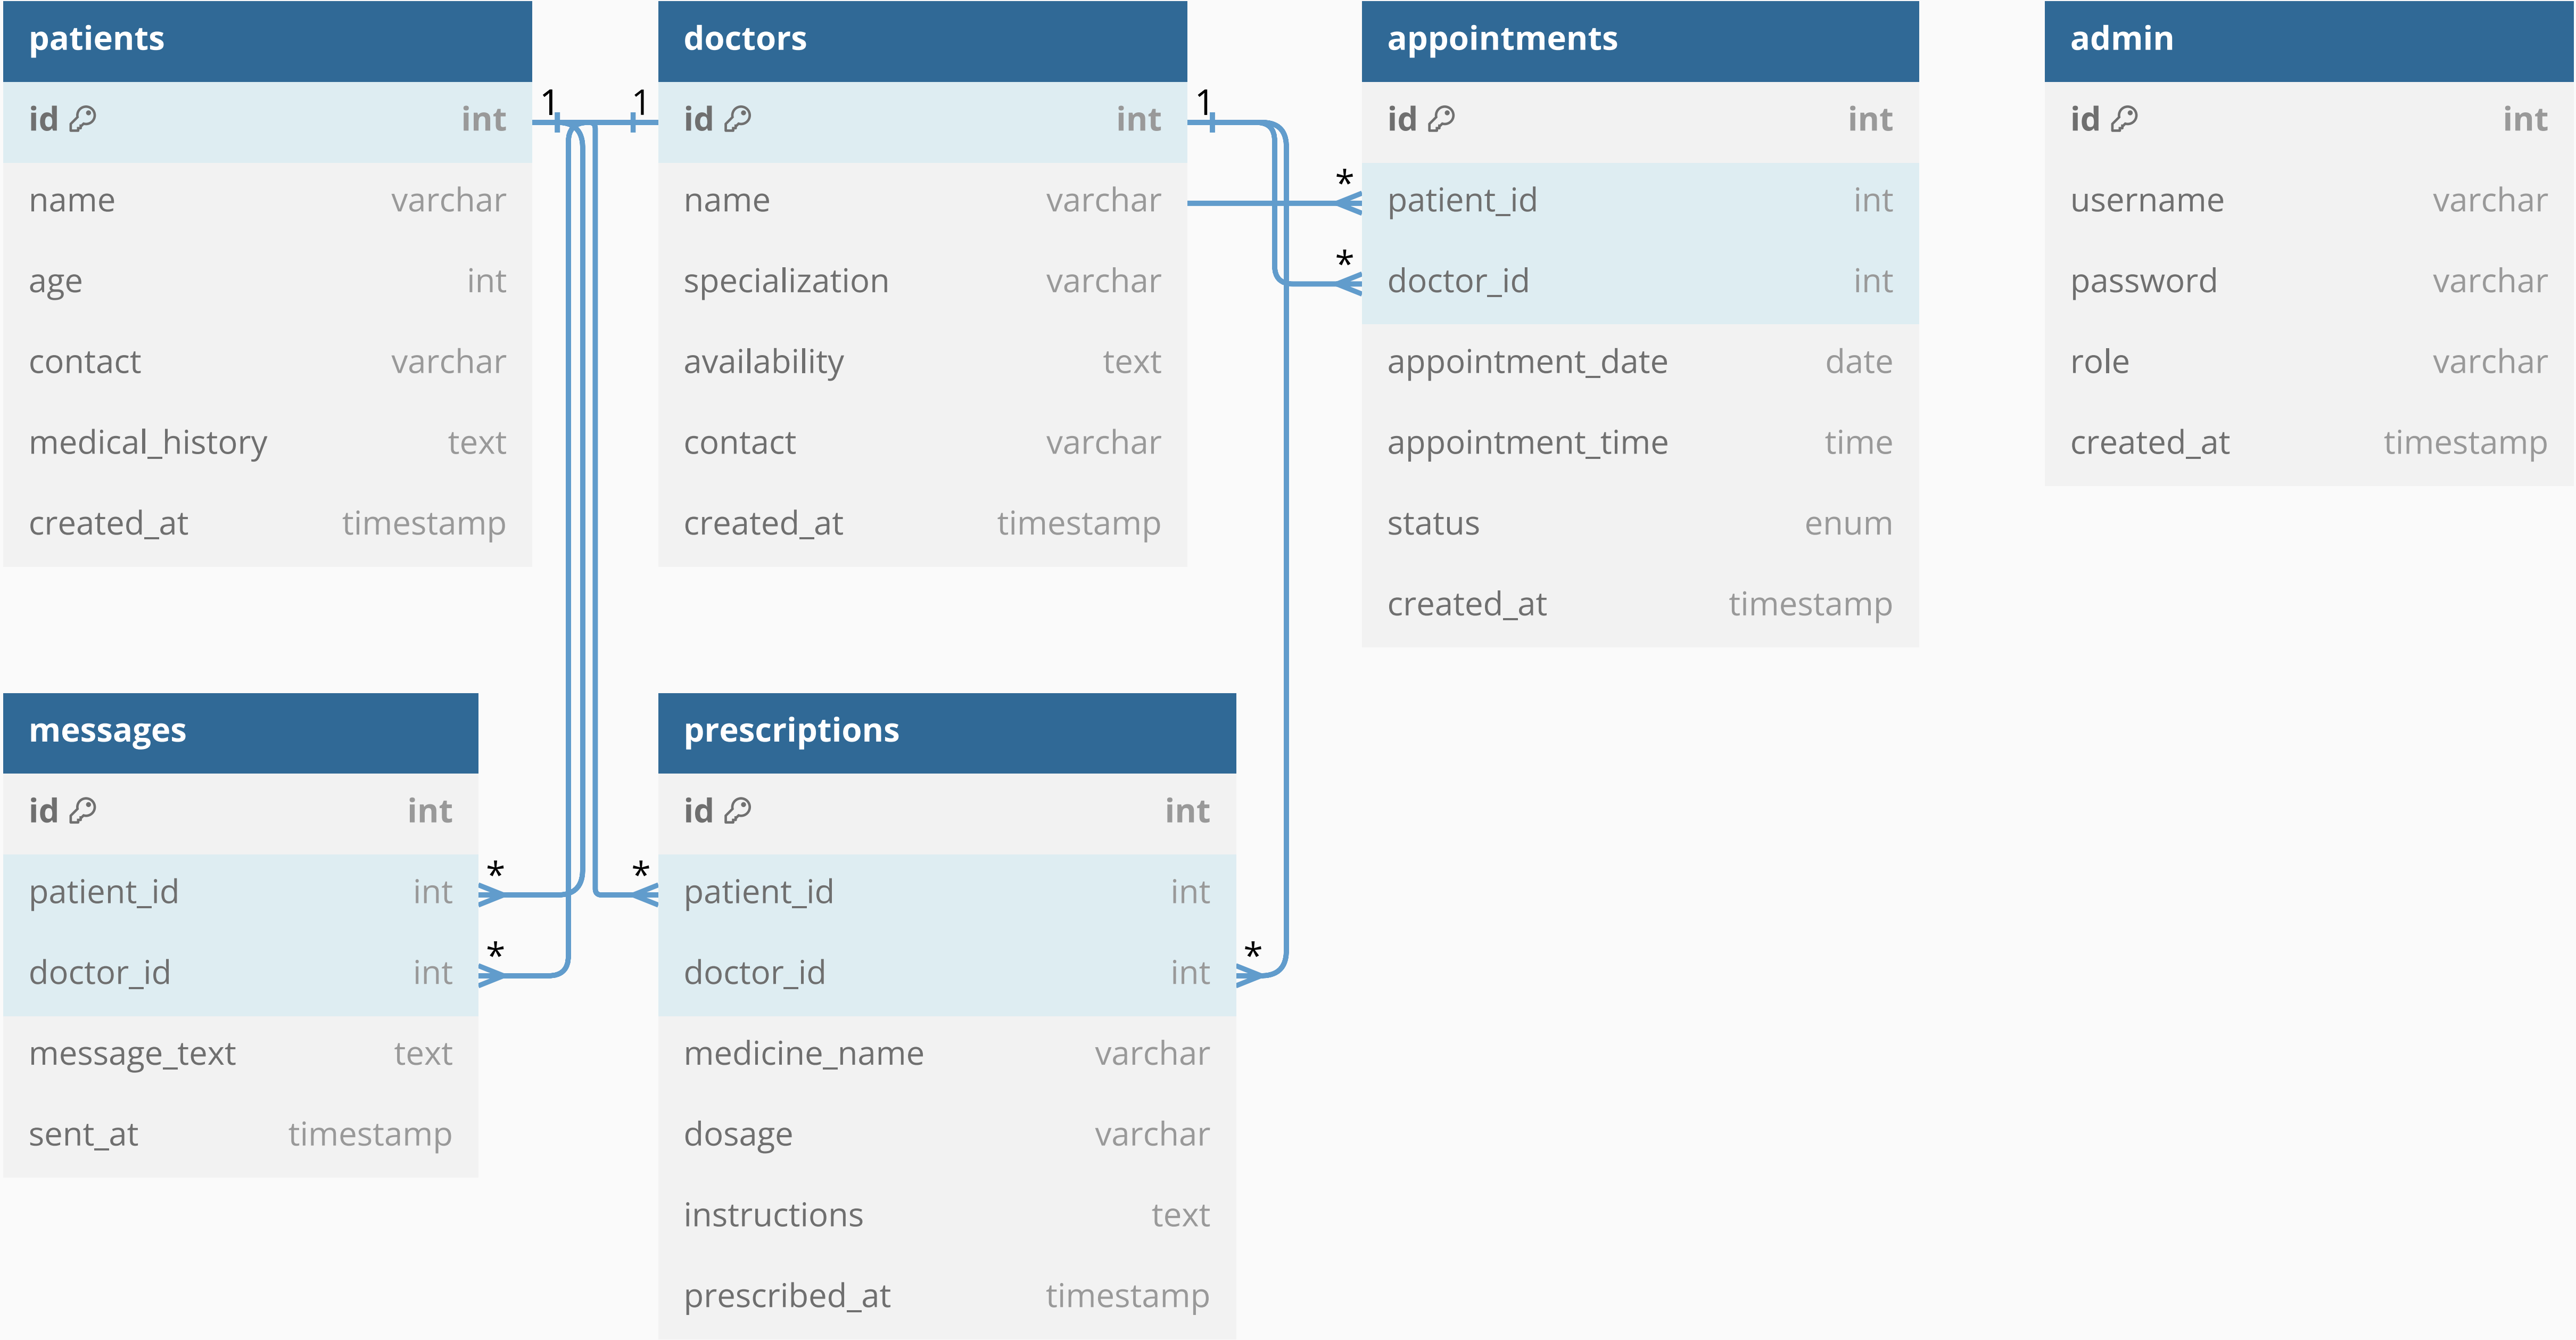 patients
id int
name varchar
age int
contact varchar
medical_history text
created_at timestamp
1
1
doctors
id int
name varchar
specialization varchar
availability text
contact varchar
created_at timestamp
1
*
*
appointments
id int
patient_id int
doctor_id int
appointment_date date
appointment_time time
status enum
created_at timestamp
admin
id int
username varchar
password varchar
role varchar
created_at timestamp
messages
id int
patient_id int
doctor_id int
message_text text
sent_at timestamp
*
*
*
prescriptions
id int
patient_id int
doctor_id int
medicine_name varchar
dosage varchar
instructions text
prescribed_at timestamp
*